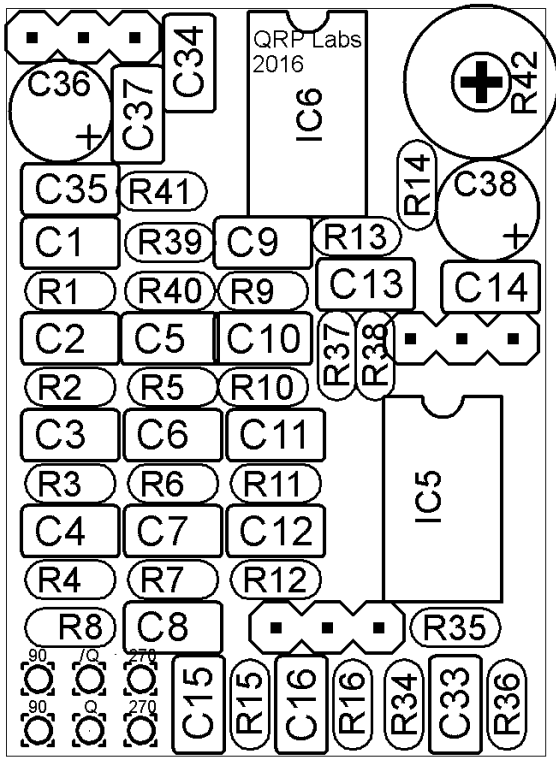 C34
QRP Labs
2016
IC6
R42
C36
+
C37
R14
C38
+
C35
R41
C1
R39
C9
R13
C13
C14
R1
R40
R9
C2
C5
C10
R37
R38
R2
R5
R10
C3
C6
C11
IC5
R3
R6
R11
C4
C7
C12
R4
R7
R12
R8
C8
R35
90
/Q
270
C15
R15
C16
R16
R34
C33
R36
90
Q
270